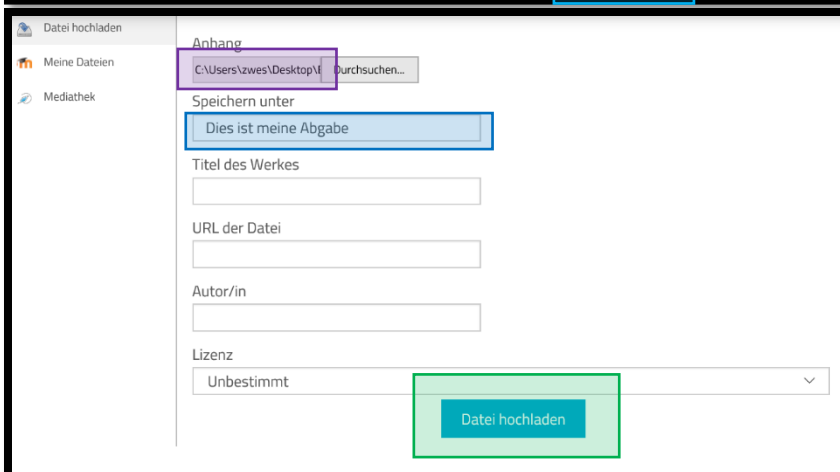 Datei hochladen
Meine Dateien
Mediathek
Anhang
C:\Users\zwes\Desktop\ Durchsuchen...
Speichern unter
Dies ist meine Abgabe
Titel des Werkes
URL der Datei
Autor/in
Lizenz
Unbestimmt
Datei hochladen